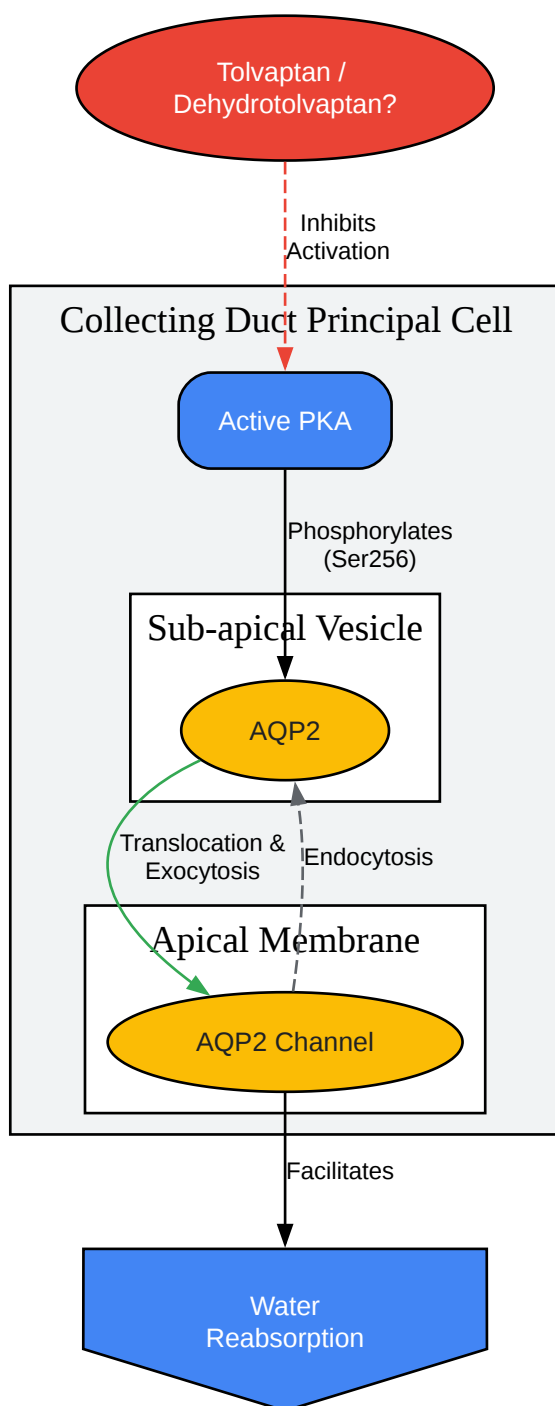 Tolvaptan /
Dehydrotolvaptan?
Inhibits
Activation
Collecting Duct Principal Cell
Active PKA
Phosphorylates
(Ser256)
Sub-apical Vesicle
AQP2
Translocation &
Exocytosis
Endocytosis
Apical Membrane
AQP2 Channel
Facilitates
Water
Reabsorption